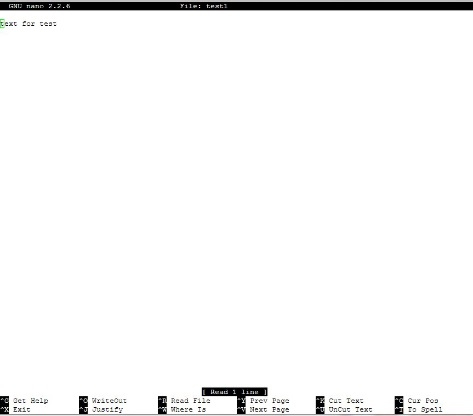 GNU nano 2.2.6 File: test1
text for test
[ Read 1 line ]
^G Get Help ^O WriteOut ^R Read File ^Y Prev Page ^K Cut Text ^C Cur Pos
^X Exit ^J Justify ^W Where Is ^V Next Page ^U UnCut Text ^T To Spell